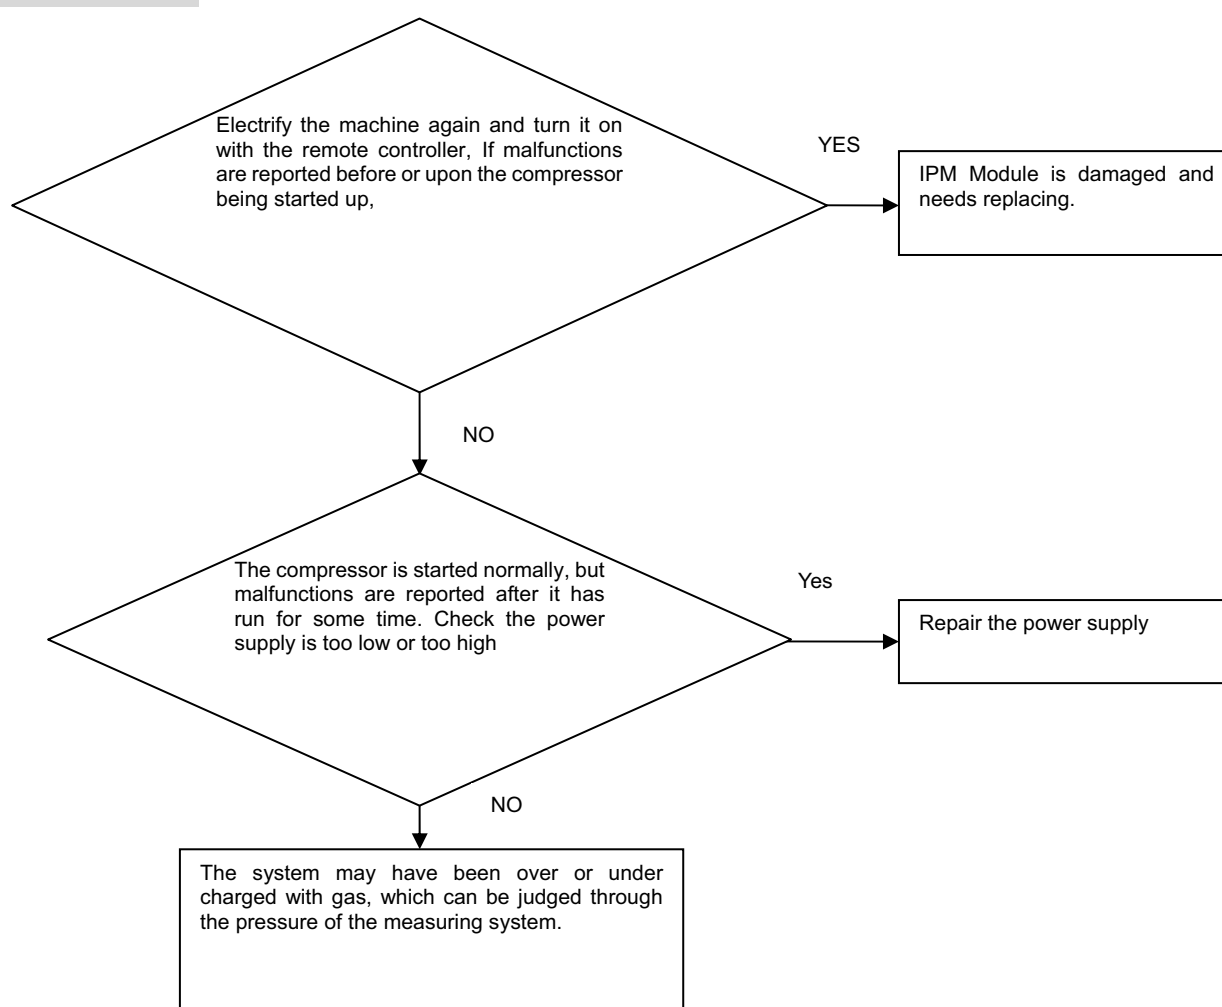 Electrify the machine again and turn it on
with the remote controller, If malfunctions
are reported before or upon the compressor
being started up,
YES
IPM Module is damaged and
needs replacing.
NO
The compressor is started normally, but
malfunctions are reported after it has
run for some time. Check the power
supply is too low or too high
Yes
Repair the power supply
NO
The system may have been over or under
charged with gas, which can be judged through
the pressure of the measuring system.